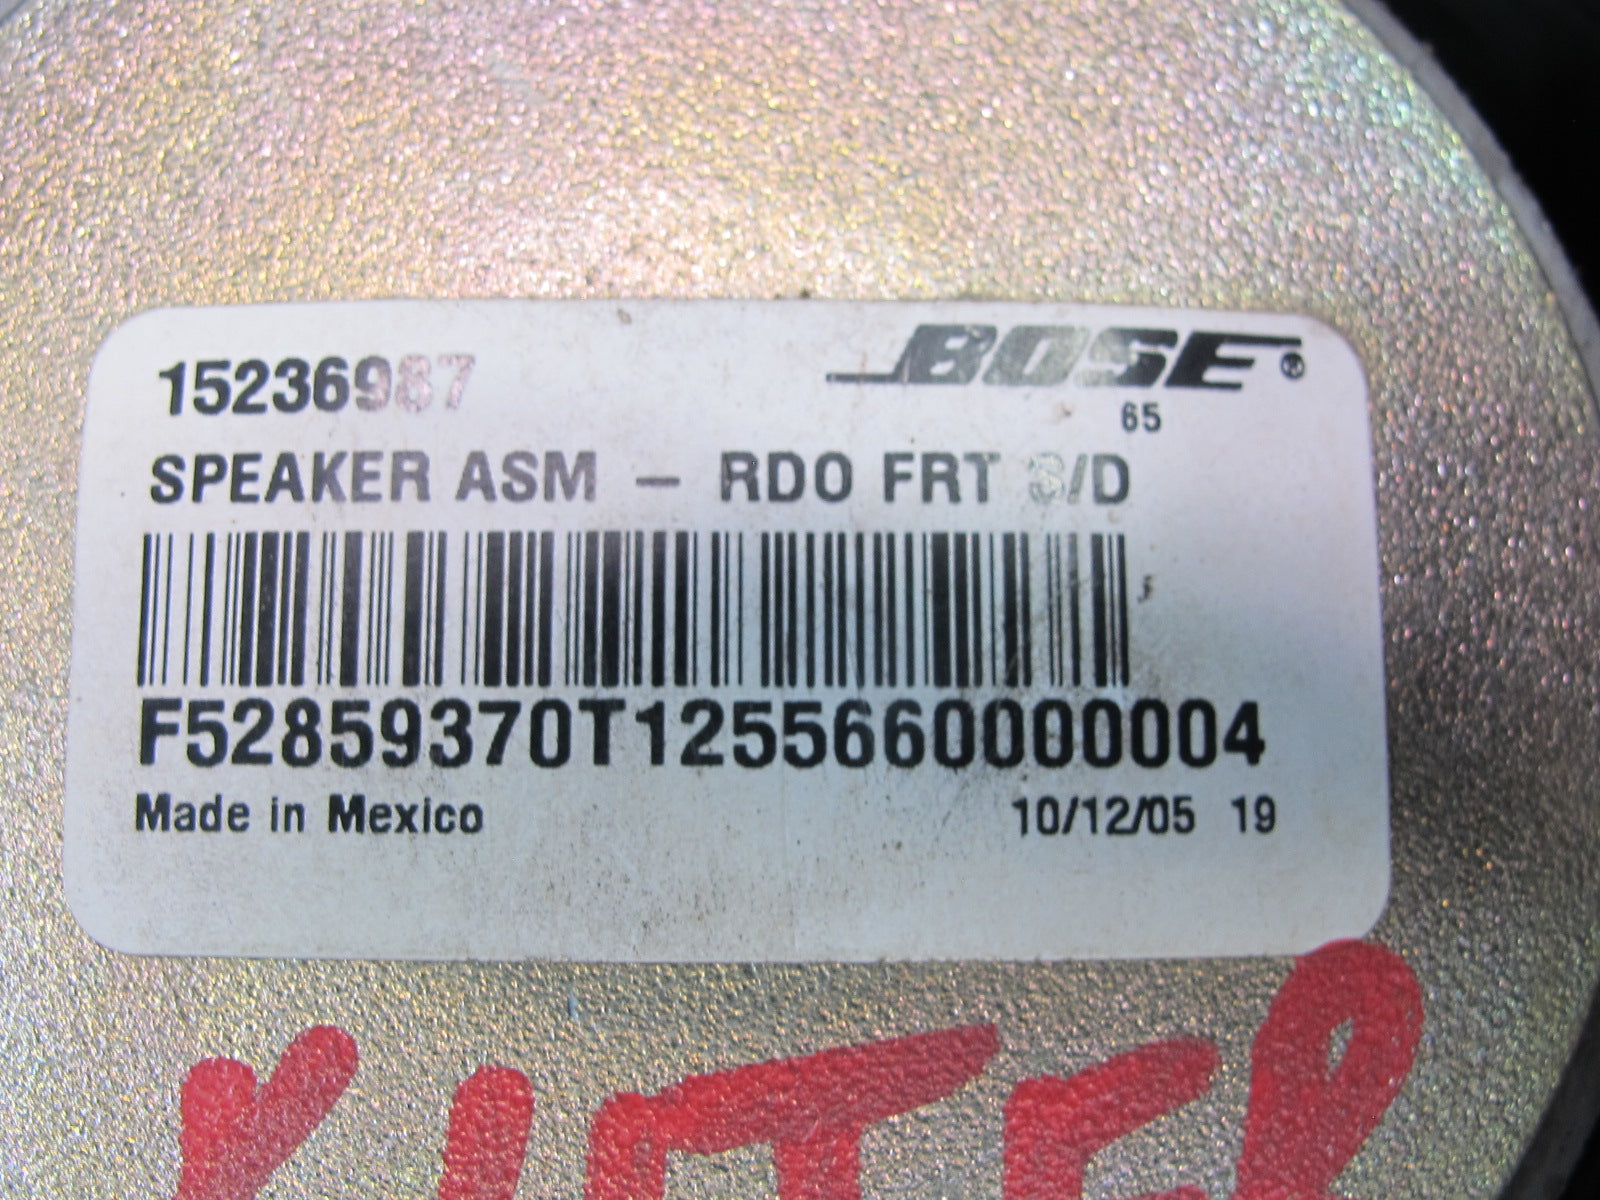 15236987
BOSE®
65
SPEAKER ASM – RDO FRT S/D
F52859370T1255660000004
Made in Mexico
10/12/05 19